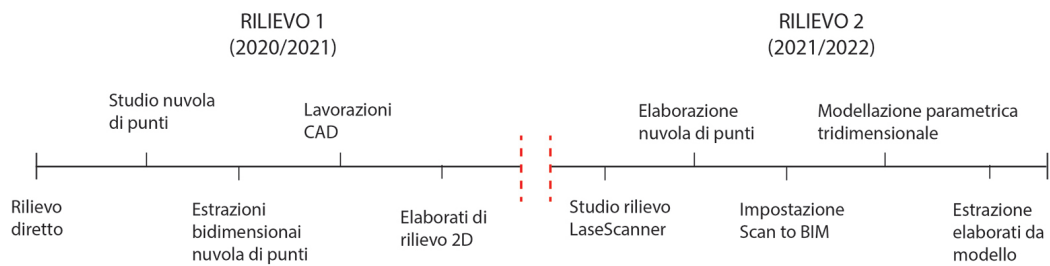 RILIEVO 1
(2020/2021)
RILIEVO 2
(2021/2022)
Studio nuvola
di punti
Lavorazioni
CAD
Elaborazione
nuvola di punti
Modellazione parametrica
tridimensionale
Rilievo
diretto
Estrazioni
bidimensionai
nuvola di punti
Elaborati di
rilievo 2D
Studio rilievo
LaseScanner
Impostazione
Scan to BIM
Estrazione
elaborati da
modello